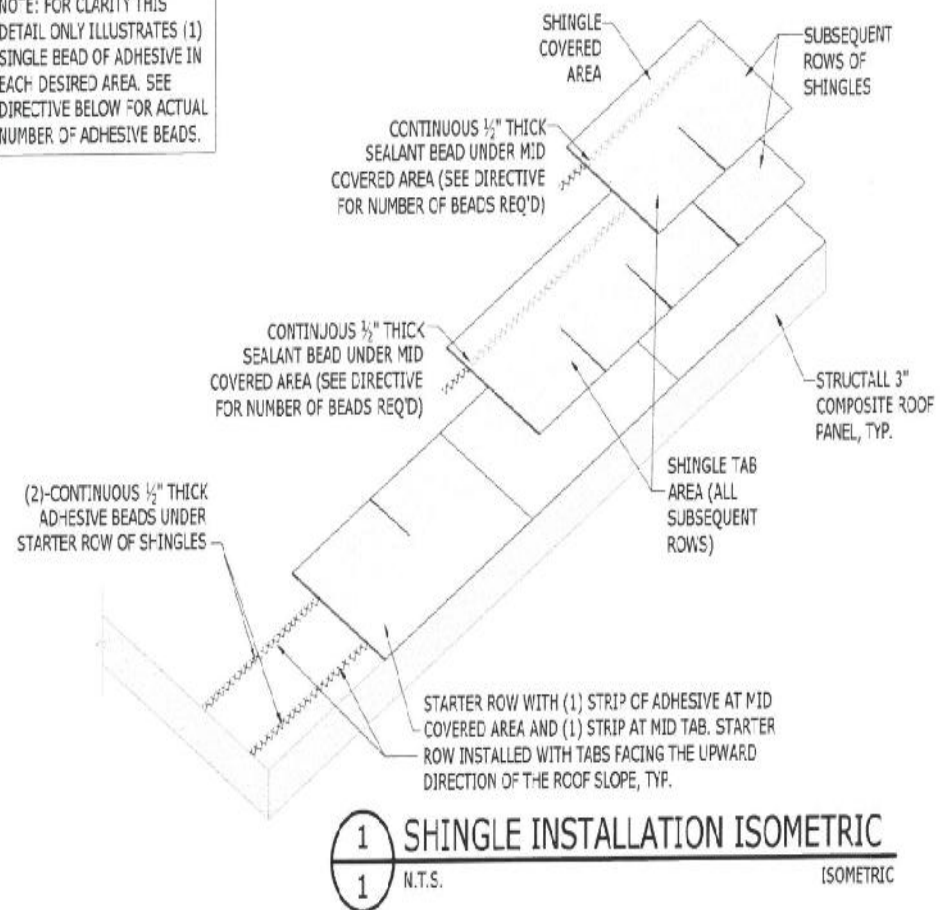 NOTE: FOR CLARITY THIS
DETAIL ONLY ILLUSTRATES (1)
SINGLE BEAD OF ADHESIVE IN
EACH DESIRED AREA. SEE
DIRECTIVE BELOW FOR ACTUAL
NUMBER OF ADHESIVE BEADS.
SHINGLE
COVERED
AREA
SUBSEQUENT
ROWS OF
SHINGLES
CONTINUOUS ½" THICK
SEALANT BEAD UNDER MID
COVERED AREA (SEE DIRECTIVE
FOR NUMBER OF BEADS REQ'D)
CONTINUOUS ½" THICK
SEALANT BEAD UNDER MID
COVERED AREA (SEE DIRECTIVE
FOR NUMBER OF BEADS REQ'D)
STRUCTALL 3"
COMPOSITE ROOF
PANEL, TYP.
SHINGLE TAB
AREA (ALL
SUBSEQUENT
ROWS)
(2)-CONTINUOUS ½" THICK
ADHESIVE BEADS UNDER
STARTER ROW OF SHINGLES
STARTER ROW WITH (1) STRIP OF ADHESIVE AT MID
COVERED AREA AND (1) STRIP AT MID TAB. STARTER
ROW INSTALLED WITH TABS FACING THE UPWARD
DIRECTION OF THE ROOF SLOPE, TYP.
1
1
SHINGLE INSTALLATION ISOMETRIC
N.T.S.
ISOMETRIC